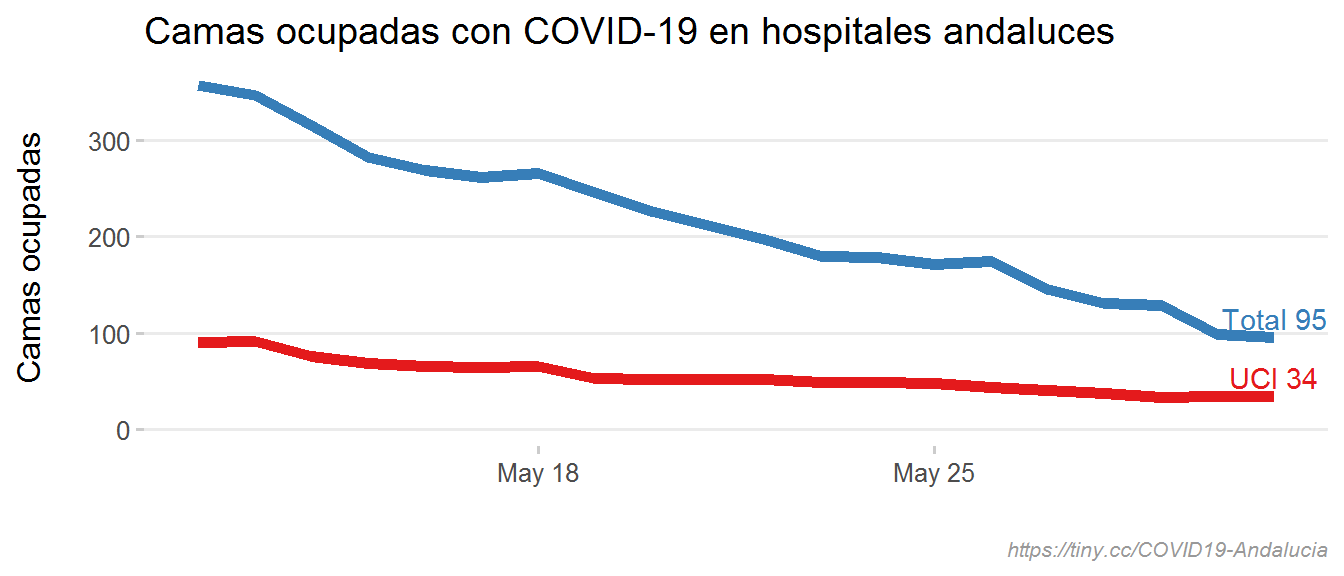 Camas ocupadas con COVID-19 en hospitales andaluces
Camas ocupadas
300
200
100
0
Total 95
UCI 34
May 18
May 25
https://tiny.cc/COVID19-Andalucia